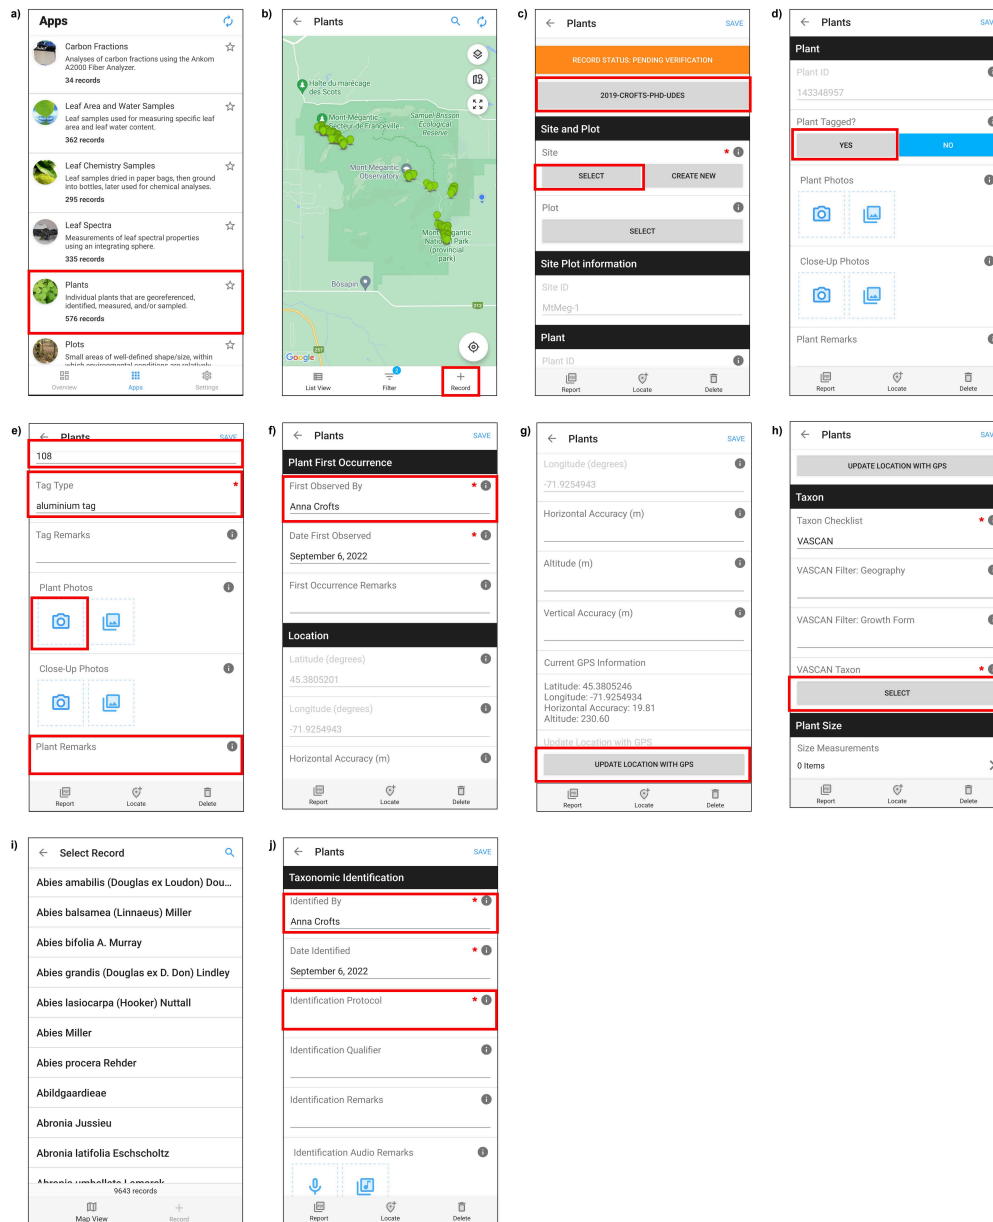 a)
Apps
Carbon Fractions
Analyses of carbon fractions using the Ankom
A2000 Fiber Analyzer.
34 records
Leaf Area and Water Samples
Leaf samples used for measuring specific leaf
area and leaf water content.
362 records
Leaf Chemistry Samples
Leaf samples dried in paper bags, then ground
into bottles, later used for chemical analyses.
295 records
Leaf Spectra
Measurements of leaf spectral properties
using an integrating sphere.
335 records
Plants
Individual plants that are georeferenced,
identified, measured, and/or sampled.
576 records
Plots
Small areas of well-defined shape/size, within
which environmental conditions are relatively
Overview
Apps
Settings
b)
Plants
Halte du marécage
des Scots
Mont-Mégantic
Secteur de Franceville
Samuel-Brisson
Ecological
Reserve
Mont Mégantic
Observatory
Mont-Mégantic
National Park
(provincial
park)
Bosapin
212
257
Google
List View
2
Filter
Record
c)
Plants
SAVE
RECORD STATUS: PENDING VERIFICATION
2019-CROFTS-PHD-UDES
Site and Plot
Site *
SELECT
CREATE NEW
Plot
SELECT
Site Plot information
Site ID
MtMeg-1
Plant
Plant ID
Report
Locate
Delete
d)
Plants
SAV
Plant
Plant ID
143348957
Plant Tagged?
YES
NO
Plant Photos
Close-Up Photos
Plant Remarks
Report
Locate
Delete
e)
Plants
SAVE
108
Tag Type *
aluminium tag
Tag Remarks
Plant Photos
Close-Up Photos
Plant Remarks
Report
Locate
Delete
f)
Plants
SAVE
Plant First Occurrence
First Observed By *
Anna Crofts
Date First Observed *
September 6, 2022
First Occurrence Remarks
Location
Latitude (degrees)
45.3805201
Longitude (degrees)
-71.9254943
Horizontal Accuracy (m)
Report
Locate
Delete
g)
Plants
SAVE
Longitude (degrees)
-71.9254943
Horizontal Accuracy (m)
Altitude (m)
Vertical Accuracy (m)
Current GPS Information
Latitude: 45.3805246
Longitude: -71.9254934
Horizontal Accuracy: 19.81
Altitude: 230.60
Update Location with GPS
UPDATE LOCATION WITH GPS
Report
Locate
Delete
h)
Plants
SAV
UPDATE LOCATION WITH GPS
Taxon
Taxon Checklist *
VASCAN
VASCAN Filter: Geography
VASCAN Filter: Growth Form
VASCAN Taxon *
SELECT
Plant Size
Size Measurements
0 Items
Report
Locate
Delete
i)
Select Record
Abies amabilis (Douglas ex Loudon) Dou...
Abies balsamea (Linnaeus) Miller
Abies bifolia A. Murray
Abies grandis (Douglas ex D. Don) Lindley
Abies lasiocarpa (Hooker) Nuttall
Abies Miller
Abies procera Rehder
Abildgaardieae
Abronia Jussieu
Abronia latifolia Eschscholtz
Abronia umbellata Lamarck
9643 records
Map View
Record
j)
Plants
SAVE
Taxonomic Identification
Identified By *
Anna Crofts
Date Identified *
September 6, 2022
Identification Protocol *
Identification Qualifier
Identification Remarks
Identification Audio Remarks
Report
Locate
Delete